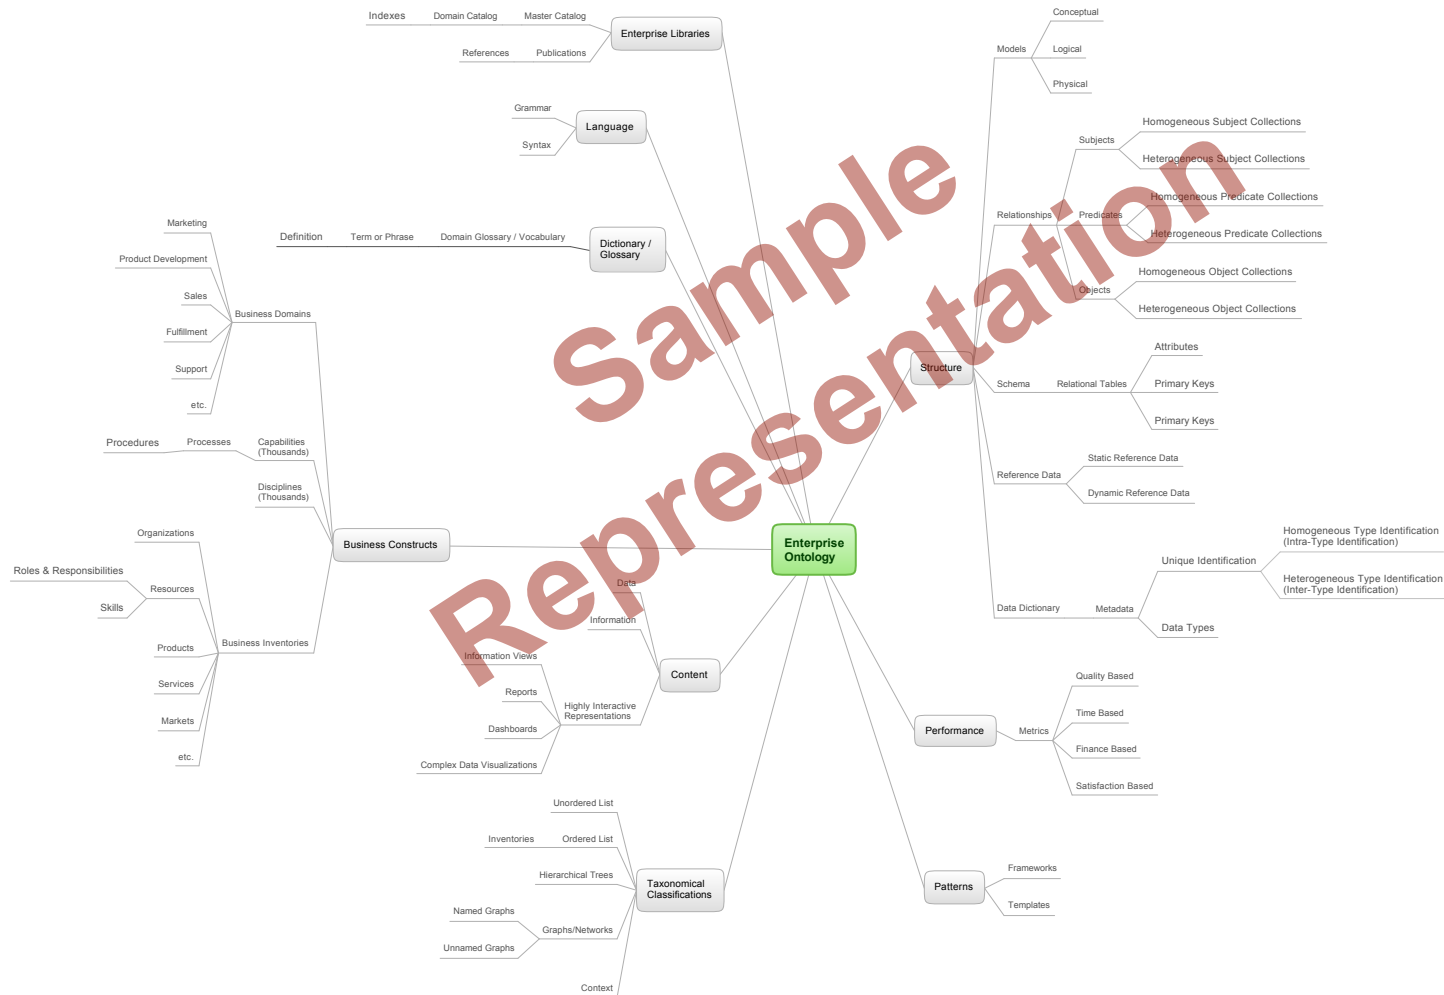 Indexes
Domain Catalog
Master Catalog
Enterprise Libraries
References
Publications
Grammar
Language
Syntax
Definition
Term or Phrase
Domain Glossary / Vocabulary
Dictionary /
Glossary
Marketing
Product Development
Sales
Business Domains
Fulfillment
Support
etc.
Procedures
Processes
Capabilities
(Thousands)
Disciplines
(Thousands)
Business Constructs
Organizations
Roles & Responsibilities
Resources
Skills
Business Inventories
Products
Services
Markets
etc.
Enterprise
Ontology
Data
Information
Content
Information Views
Reports
Highly Interactive
Representations
Dashboards
Complex Data Visualizations
Unordered List
Inventories
Ordered List
Hierarchical Trees
Taxonomical
Classifications
Named Graphs
Graphs/Networks
Unnamed Graphs
Context
Conceptual
Models
Logical
Physical
Homogeneous Subject Collections
Subjects
Heterogeneous Subject Collections
Homogeneous Predicate Collections
Relationships
Predicates
Heterogeneous Predicate Collections
Homogeneous Object Collections
Objects
Heterogeneous Object Collections
Structure
Attributes
Schema
Relational Tables
Primary Keys
Primary Keys
Static Reference Data
Reference Data
Dynamic Reference Data
Homogeneous Type Identification
(Intra-Type Identification)
Unique Identification
Heterogeneous Type Identification
(Inter-Type Identification)
Data Dictionary
Metadata
Data Types
Quality Based
Time Based
Performance
Metrics
Finance Based
Satisfaction Based
Frameworks
Patterns
Templates
Sample
Representation